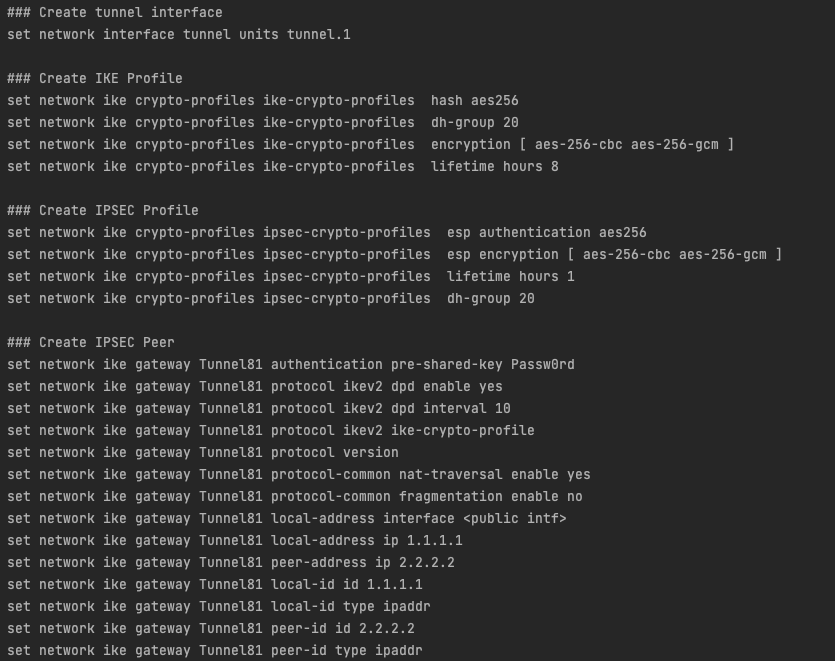 ### Create tunnel interface
set network interface tunnel units tunnel.1
### Create IKE Profile
set network ike crypto-profiles ike-crypto-profiles  hash aes256
set network ike crypto-profiles ike-crypto-profiles  dh-group 20
set network ike crypto-profiles ike-crypto-profiles  encryption [ aes-256-cbc aes-256-gcm ]
set network ike crypto-profiles ike-crypto-profiles  lifetime hours 8
### Create IPSEC Profile
set network ike crypto-profiles ipsec-crypto-profiles  esp authentication aes256
set network ike crypto-profiles ipsec-crypto-profiles  esp encryption [ aes-256-cbc aes-256-gcm ]
set network ike crypto-profiles ipsec-crypto-profiles  lifetime hours 1
set network ike crypto-profiles ipsec-crypto-profiles  dh-group 20
### Create IPSEC Peer
set network ike gateway Tunnel81 authentication pre-shared-key Passw0rd
set network ike gateway Tunnel81 protocol ikev2 dpd enable yes
set network ike gateway Tunnel81 protocol ikev2 dpd interval 10
set network ike gateway Tunnel81 protocol ikev2 ike-crypto-profile
set network ike gateway Tunnel81 protocol version
set network ike gateway Tunnel81 protocol-common nat-traversal enable yes
set network ike gateway Tunnel81 protocol-common fragmentation enable no
set network ike gateway Tunnel81 local-address interface <public intf>
set network ike gateway Tunnel81 local-address ip 1.1.1.1
set network ike gateway Tunnel81 peer-address ip 2.2.2.2
set network ike gateway Tunnel81 local-id id 1.1.1.1
set network ike gateway Tunnel81 local-id type ipaddr
set network ike gateway Tunnel81 peer-id id 2.2.2.2
set network ike gateway Tunnel81 peer-id type ipaddr